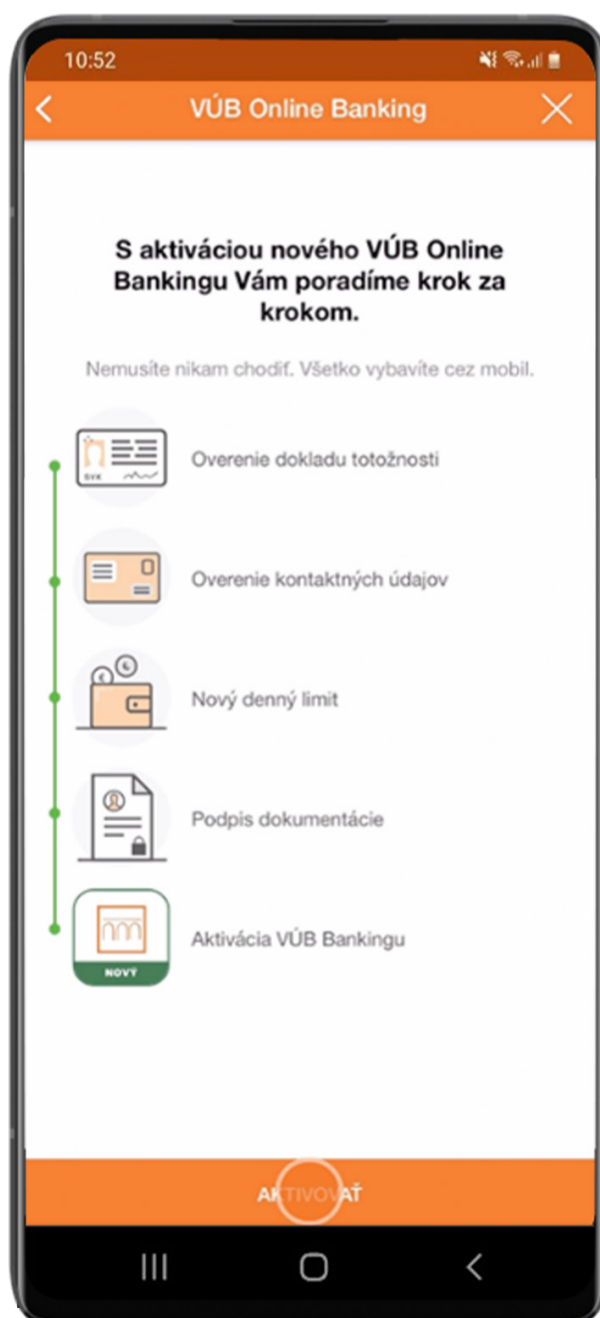 10:52
VÚB Online Banking
S aktiváciou nového VÚB Online
Bankingu Vám poradíme krok za
krokom.
Nemusíte nikam chodiť. Všetko vybavíte cez mobil.
SVK
Overenie dokladu totožnosti
Overenie kontaktných údajov
Nový denný limit
Podpis dokumentácie
Aktivácia VÚB Bankingu
NOVÝ
AKTIVOVAŤ